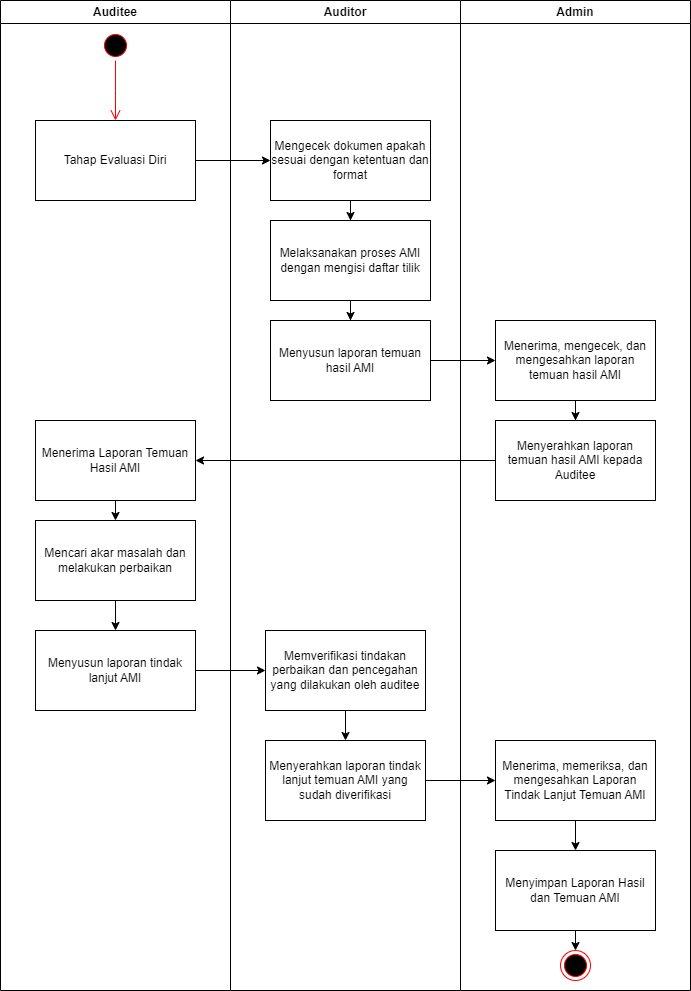 Auditee
Auditor
Admin
Tahap Evaluasi Diri
Mengecek dokumen apakah
sesuai dengan ketentuan dan
format
Melaksanakan proses AMI
dengan mengisi daftar tilik
Menyusun laporan temuan
hasil AMI
Menerima, mengecek, dan
mengesahkan laporan
temuan hasil AMI
Menyerahkan laporan
temuan hasil AMI kepada
Auditee
Menerima Laporan Temuan
Hasil AMI
Mencari akar masalah dan
melakukan perbaikan
Menyusun laporan tindak
lanjut AMI
Memverifikasi tindakan
perbaikan dan pencegahan
yang dilakukan oleh auditee
Menyerahkan laporan tindak
lanjut temuan AMI yang
sudah diverifikasi
Menerima, memeriksa, dan
mengesahkan Laporan
Tindak Lanjut Temuan AMI
Menyimpan Laporan Hasil
dan Temuan AMI